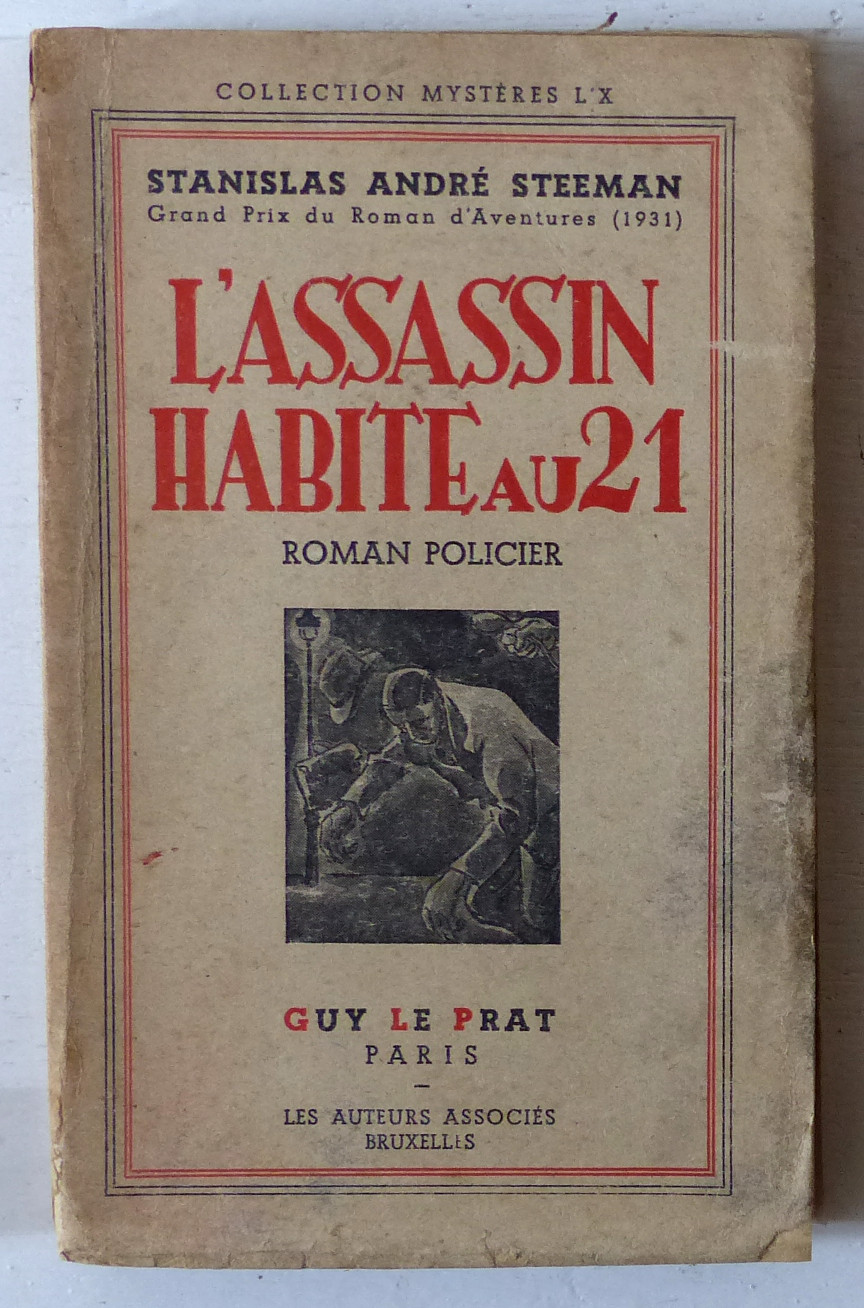 COLLECTION MYSTÈRES L'X
STANISLAS ANDRÉ STEEMAN
Grand Prix du Roman d'Aventures (1931)
L'ASSASSIN
HABITE AU 21
ROMAN POLICIER
GUY LE PRAT
PARIS
–
LES AUTEURS ASSOCIÉS
BRUXELLES